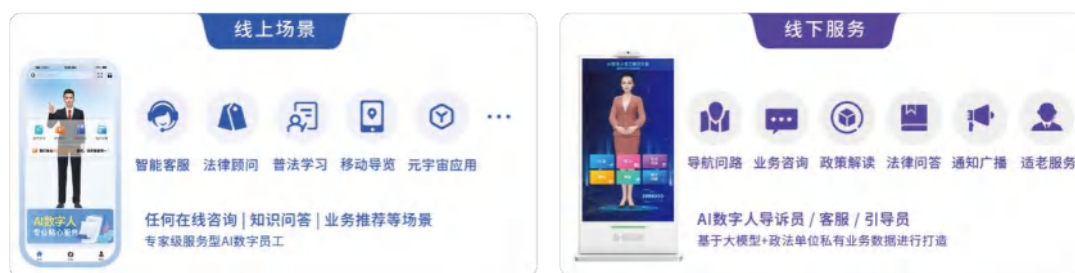 线上场景
智能客服 法律顾问 普法学习 移动导览 元宇宙应用 ...
任何在线咨询 | 知识问答 | 业务推荐等场景
专家级服务型AI数字员工
AI数字人
专业贴心服务
线下服务
导航问路 业务咨询 政策解读 法律问答 通知广播 适老服务
AI数字人导诉员 / 客服 / 引导员
基于大模型+政法单位私有业务数据进行打造